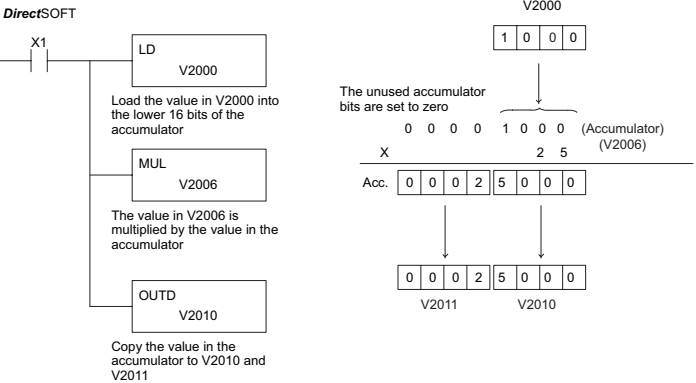 DirectSOFT
X1
LD
V2000
Load the value in V2000 into
the lower 16 bits of the
accumulator
MUL
V2006
The value in V2006 is
multiplied by the value in the
accumulator
OUTD
V2010
Copy the value in the
accumulator to V2010 and
V2011
V2000
1 0 0 0
The unused accumulator
bits are set to zero
0 0 0 0 1 0 0 0 (Accumulator)
X 2 5 (V2006)
Acc. 0 0 0 2 5 0 0 0
0 0 0 2 5 0 0 0
V2011 V2010